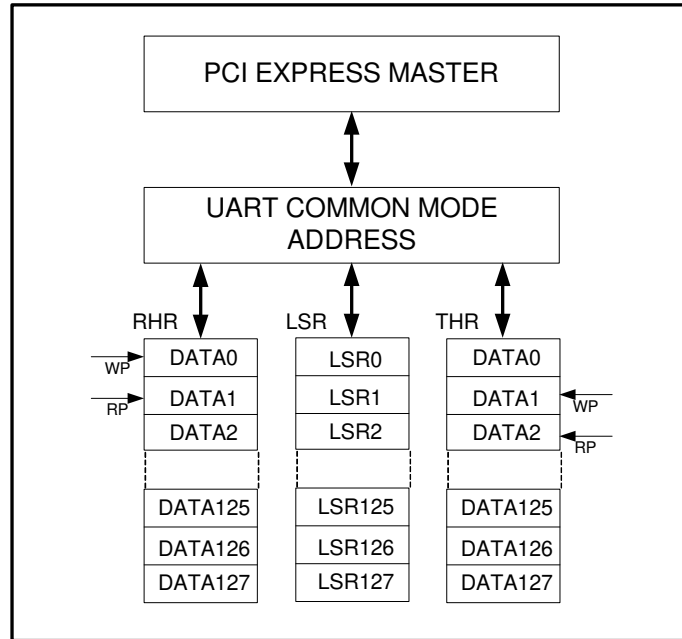 PCI EXPRESS MASTER
UART COMMON MODE
ADDRESS
RHR LSR THR
DATA0 LSR0 DATA0
WP
DATA1 LSR1 DATA1
RP WP
DATA2 LSR2 DATA2
RP
DATA125 LSR125 DATA125
DATA126 LSR126 DATA126
DATA127 LSR127 DATA127